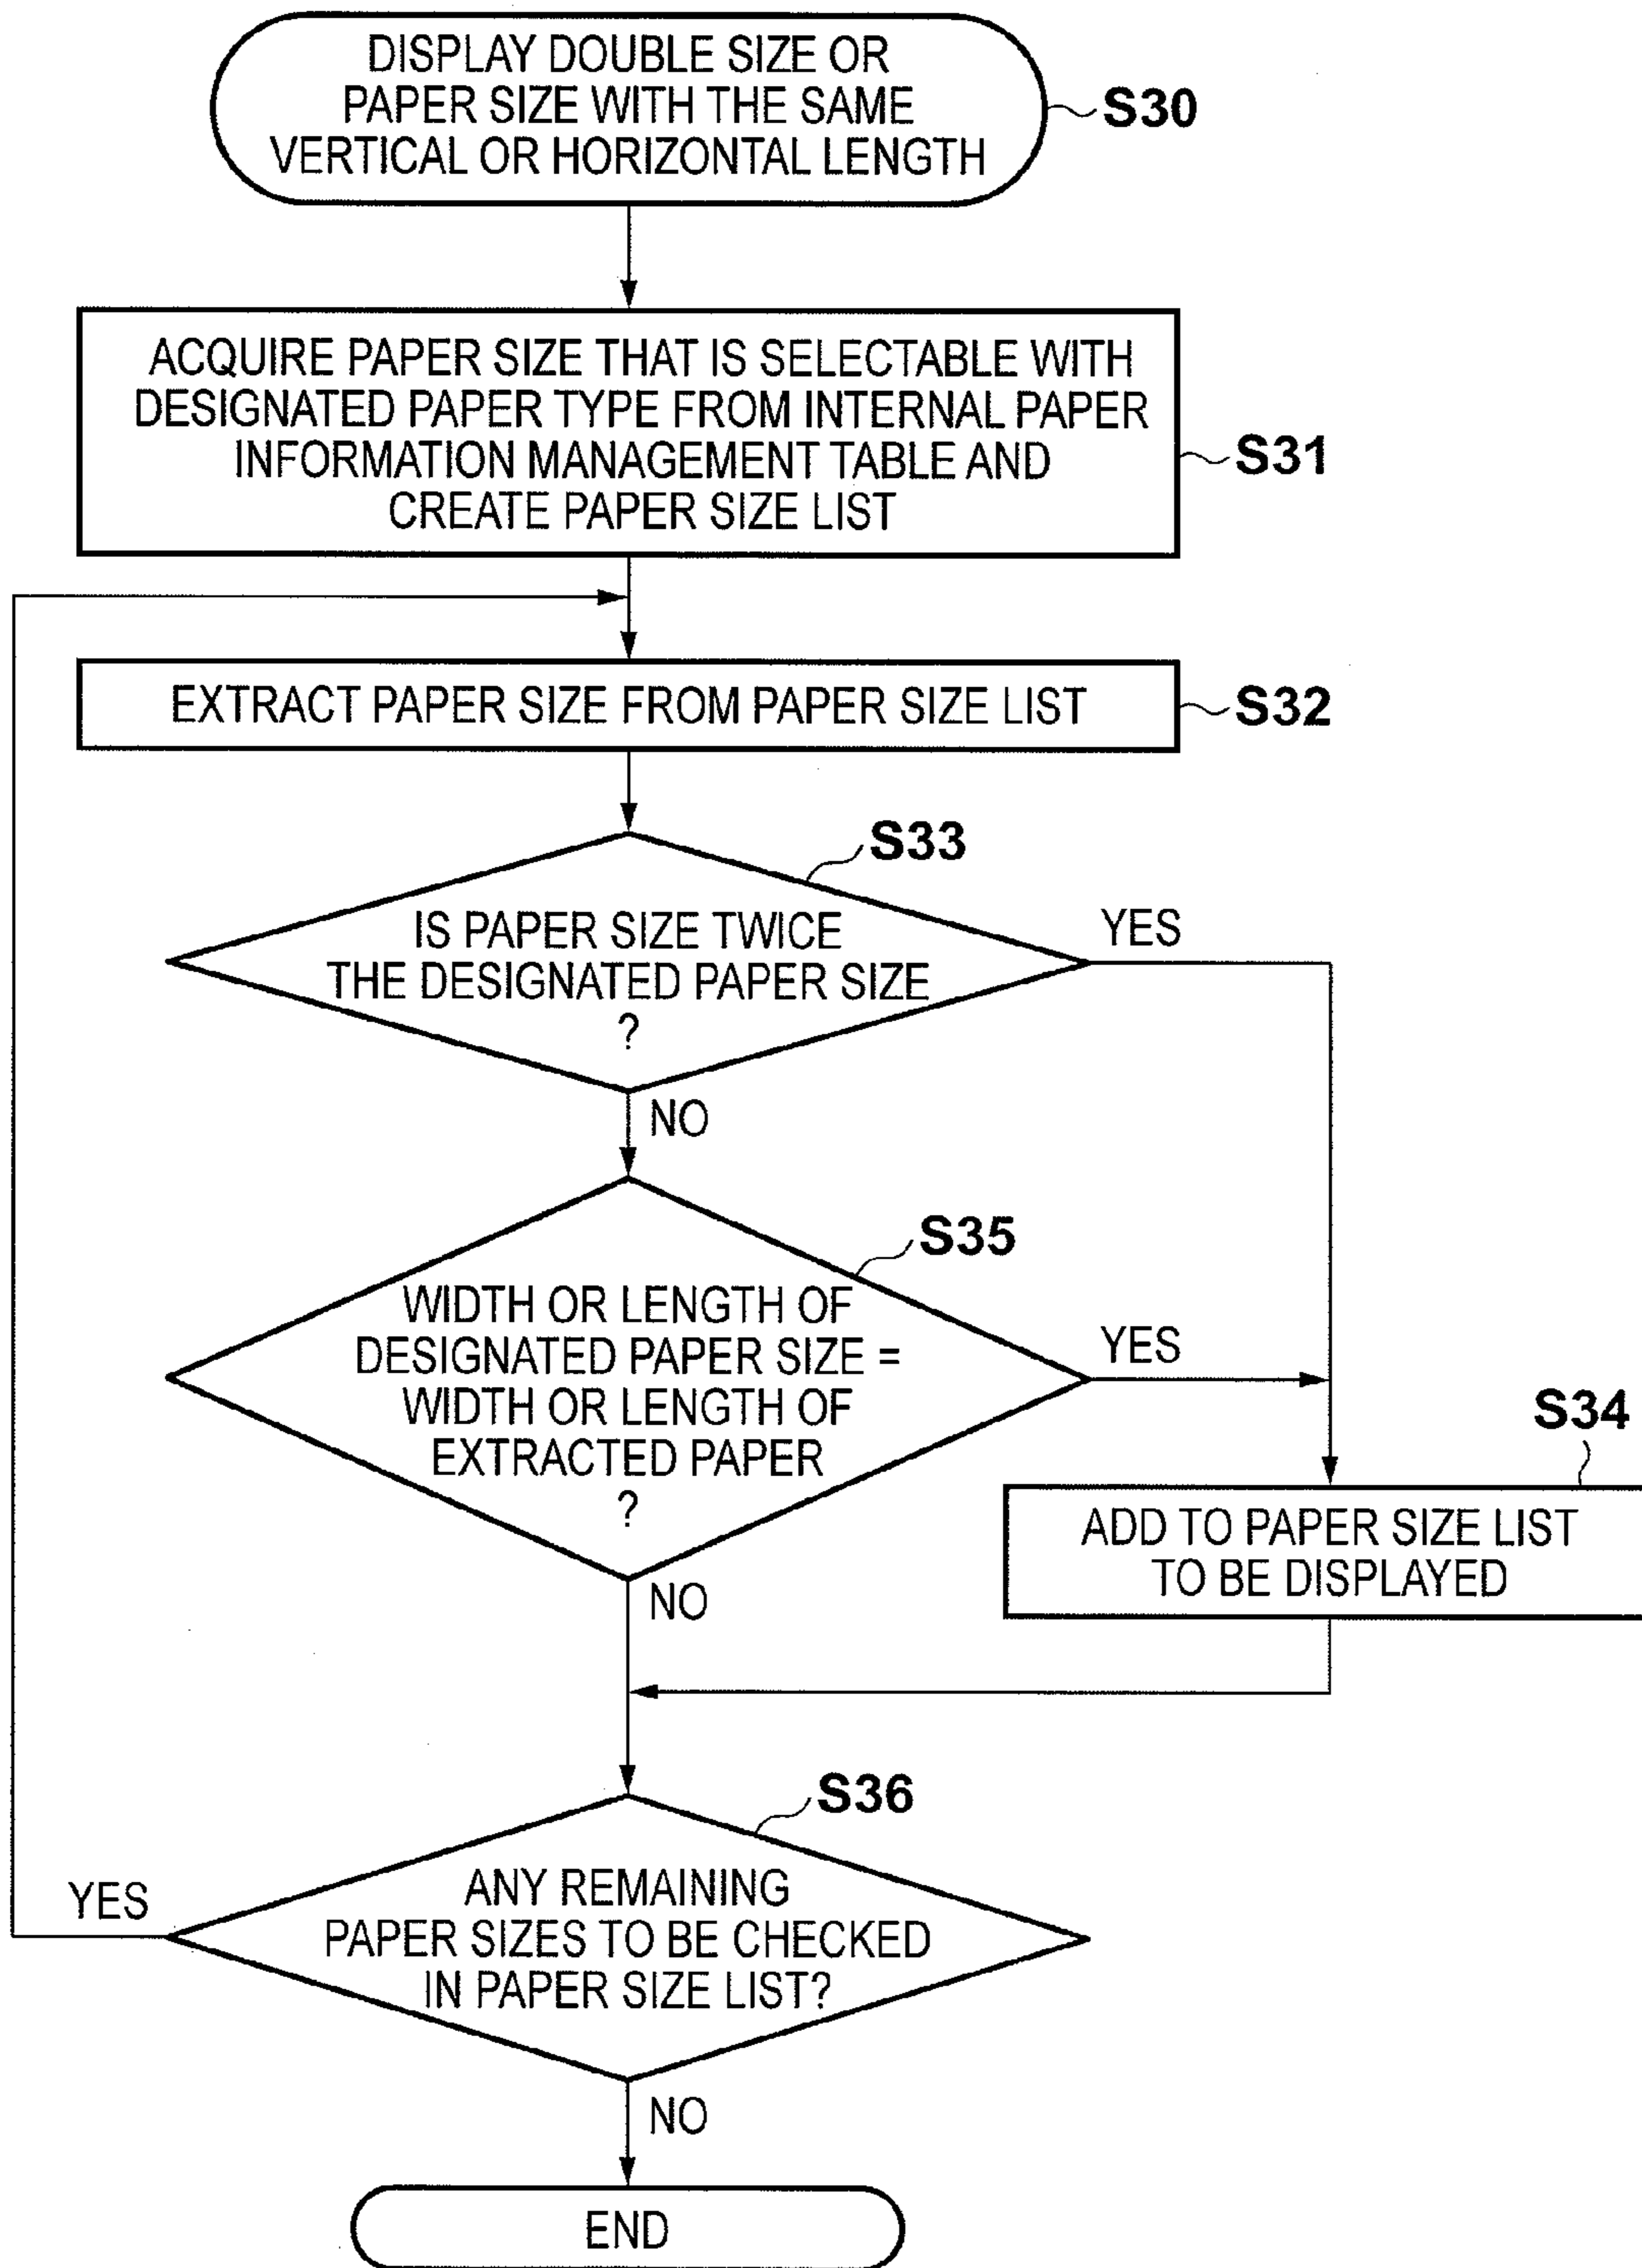 DISPLAY DOUBLE SIZE OR
PAPER SIZE WITH THE SAME
VERTICAL OR HORIZONTAL LENGTH
S30
ACQUIRE PAPER SIZE THAT IS SELECTABLE WITH
DESIGNATED PAPER TYPE FROM INTERNAL PAPER
INFORMATION MANAGEMENT TABLE AND
CREATE PAPER SIZE LIST
S31
EXTRACT PAPER SIZE FROM PAPER SIZE LIST
S32
S33
IS PAPER SIZE TWICE
THE DESIGNATED PAPER SIZE
?
YES
NO
S35
WIDTH OR LENGTH OF
DESIGNATED PAPER SIZE =
WIDTH OR LENGTH OF
EXTRACTED PAPER
?
YES
NO
S34
ADD TO PAPER SIZE LIST
TO BE DISPLAYED
S36
ANY REMAINING
PAPER SIZES TO BE CHECKED
IN PAPER SIZE LIST?
YES
NO
END